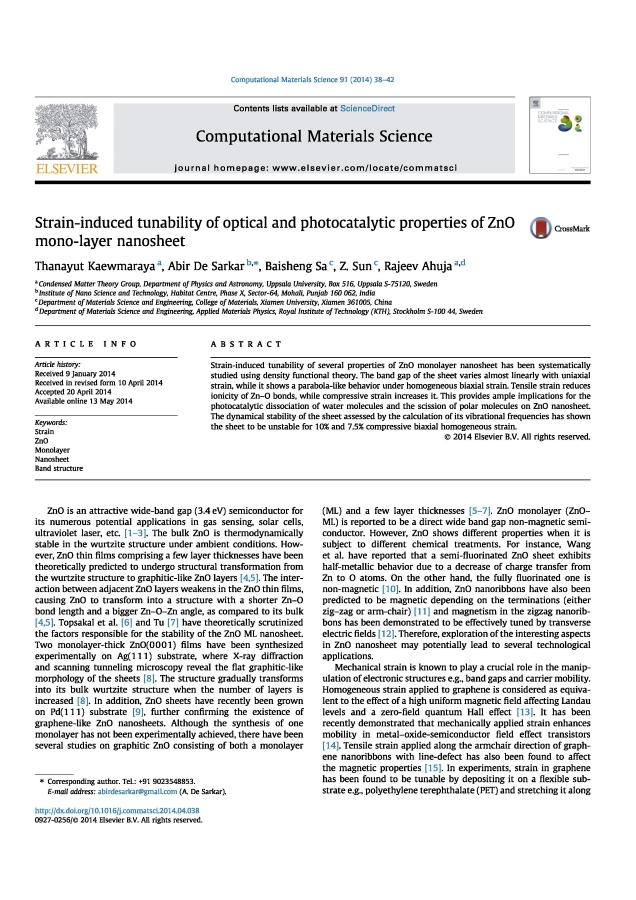 Computational Materials Science 91 (2014) 38–42
Contents lists available at ScienceDirect
Computational Materials Science
journal homepage: www.elsevier.com/locate/commatsci
ELSEVIER
COMPUTATIONAL
MATERIALS
SCIENCE
Strain-induced tunability of optical and photocatalytic properties of ZnO
mono-layer nanosheet
CrossMark
Thanayut Kaewmaraya a, Abir De Sarkar b,*, Baisheng Sa c, Z. Sun c, Rajeev Ahuja a,d
a Condensed Matter Theory Group, Department of Physics and Astronomy, Uppsala University, Box 516, Uppsala S-75120, Sweden
b Institute of Nano Science and Technology, Habitat Centre, Phase X, Sector-64, Mohali, Punjab 160 062, India
c Department of Materials Science and Engineering, College of Materials, Xiamen University, Xiamen 361005, China
d Department of Materials Science and Engineering, Applied Materials Physics, Royal Institute of Technology (KTH), Stockholm S-100 44, Sweden
ARTICLE INFO
Article history:
Received 9 January 2014
Received in revised form 10 April 2014
Accepted 20 April 2014
Available online 13 May 2014
Keywords:
Strain
ZnO
Monolayer
Nanosheet
Band structure
ABSTRACT
Strain-induced tunability of several properties of ZnO monolayer nanosheet has been systematically
studied using density functional theory. The band gap of the sheet varies almost linearly with uniaxial
strain, while it shows a parabola-like behavior under homogeneous biaxial strain. Tensile strain reduces
ionicity of Zn–O bonds, while compressive strain increases it. This provides ample implications for the
photocatalytic dissociation of water molecules and the scission of polar molecules on ZnO nanosheet.
The dynamical stability of the sheet assessed by the calculation of its vibrational frequencies has shown
the sheet to be unstable for 10% and 7.5% compressive biaxial homogeneous strain.
© 2014 Elsevier B.V. All rights reserved.
ZnO is an attractive wide-band gap (3.4 eV) semiconductor for
its numerous potential applications in gas sensing, solar cells,
ultraviolet laser, etc. [1–3]. The bulk ZnO is thermodynamically
stable in the wurtzite structure under ambient conditions. How-
ever, ZnO thin films comprising a few layer thicknesses have been
theoretically predicted to undergo structural transformation from
the wurtzite structure to graphitic-like ZnO layers [4,5]. The inter-
action between adjacent ZnO layers weakens in the ZnO thin films,
causing ZnO to transform into a structure with a shorter Zn–O
bond length and a bigger Zn–O–Zn angle, as compared to its bulk
[4,5]. Topsakal et al. [6] and Tu [7] have theoretically scrutinized
the factors responsible for the stability of the ZnO ML nanosheet.
Two monolayer-thick ZnO(0001) films have been synthesized
experimentally on Ag(111) substrate, where X-ray diffraction
and scanning tunneling microscopy reveal the flat graphitic-like
morphology of the sheets [8]. The structure gradually transforms
into its bulk wurtzite structure when the number of layers is
increased [8]. In addition, ZnO sheets have recently been grown
on Pd(111) substrate [9], further confirming the existence of
graphene-like ZnO nanosheets. Although the synthesis of one
monolayer has not been experimentally achieved, there have been
several studies on graphitic ZnO consisting of both a monolayer
* Corresponding author. Tel.: +91 9023548853.
E-mail address: abirdesarkar@gmail.com (A. De Sarkar).
(ML) and a few layer thicknesses [5–7]. ZnO monolayer (ZnO–
ML) is reported to be a direct wide band gap non-magnetic semi-
conductor. However, ZnO shows different properties when it is
subject to different chemical treatments. For instance, Wang
et al. have reported that a semi-fluorinated ZnO sheet exhibits
half-metallic behavior due to a decrease of charge transfer from
Zn to O atoms. On the other hand, the fully fluorinated one is
non-magnetic [10]. In addition, ZnO nanoribbons have also been
predicted to be magnetic depending on the terminations (either
zig–zag or arm-chair) [11] and magnetism in the zigzag nanorib-
bons has been demonstrated to be effectively tuned by transverse
electric fields [12]. Therefore, exploration of the interesting aspects
in ZnO nanosheet may potentially lead to several technological
applications.
Mechanical strain is known to play a crucial role in the manip-
ulation of electronic structures e.g., band gaps and carrier mobility.
Homogeneous strain applied to graphene is considered as equiva-
lent to the effect of a high uniform magnetic field affecting Landau
levels and a zero-field quantum Hall effect [13]. It has been
recently demonstrated that mechanically applied strain enhances
mobility in metal–oxide-semiconductor field effect transistors
[14]. Tensile strain applied along the armchair direction of graph-
ene nanoribbons with line-defect has also been found to affect
the magnetic properties [15]. In experiments, strain in graphene
has been found to be tunable by depositing it on a flexible sub-
strate e.g., polyethylene terephthalate (PET) and stretching it along
http://dx.doi.org/10.1016/j.commatsci.2014.04.038
0927-0256/© 2014 Elsevier B.V. All rights reserved.